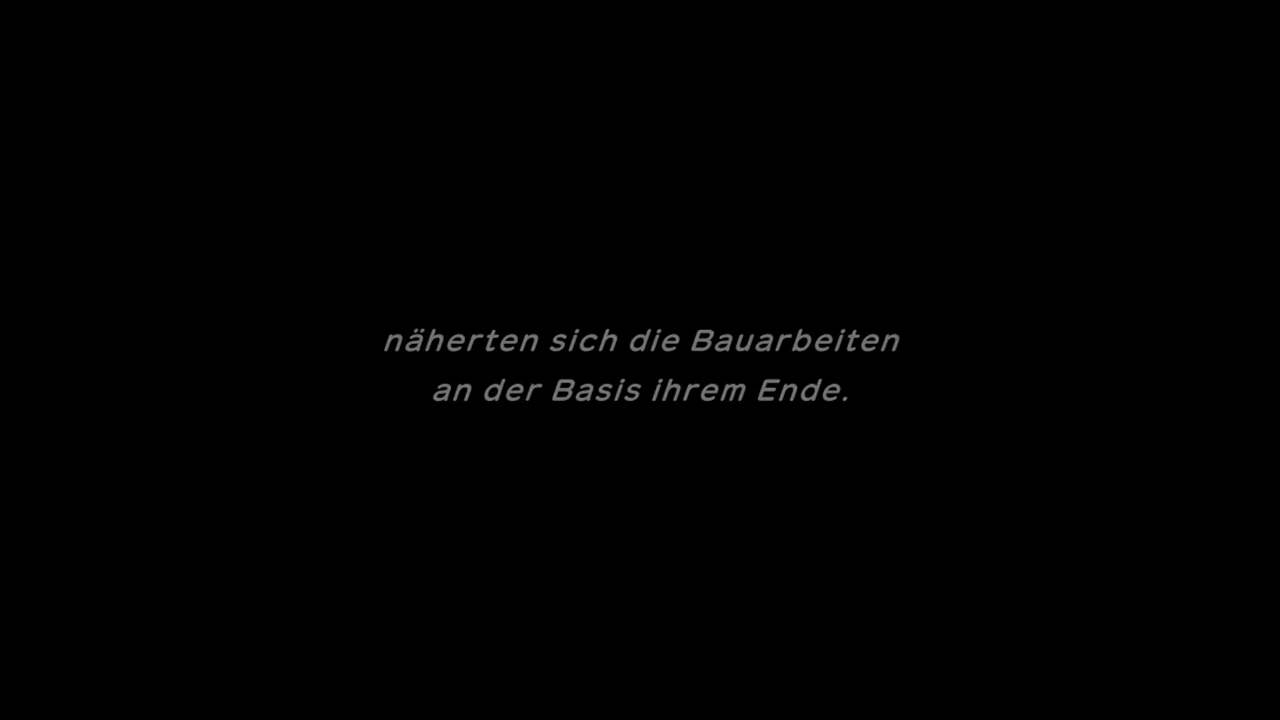 näherten sich die Bauarbeiten
an der Basis ihrem Ende.